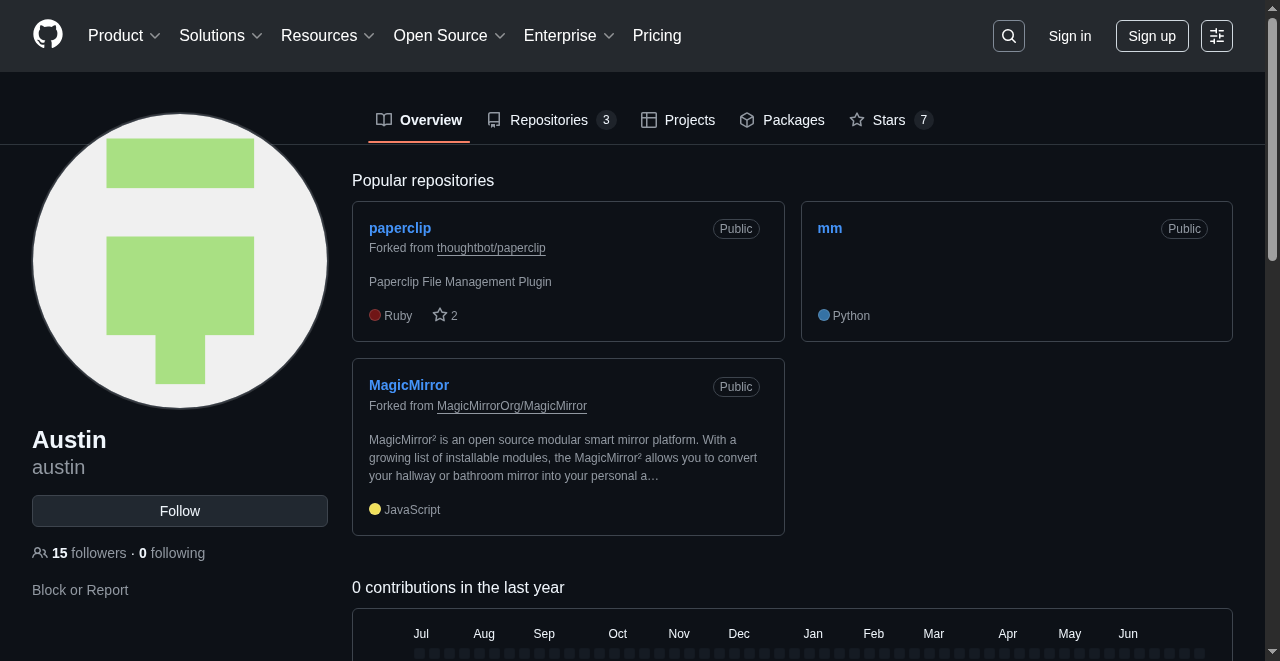 Product Solutions Resources Open Source Enterprise Pricing Sign in Sign up
Overview Repositories 3 Projects Packages Stars 7
Popular repositories
paperclip Public
Forked from thoughtbot/paperclip
Paperclip File Management Plugin
Ruby 2
mm Public
Python
MagicMirror Public
Forked from MagicMirrorOrg/MagicMirror
MagicMirror² is an open source modular smart mirror platform. With a
growing list of installable modules, the MagicMirror² allows you to convert
your hallway or bathroom mirror into your personal a…
JavaScript
Austin
austin
Follow
15 followers · 0 following
Block or Report
0 contributions in the last year
Jul Aug Sep Oct Nov Dec Jan Feb Mar Apr May Jun